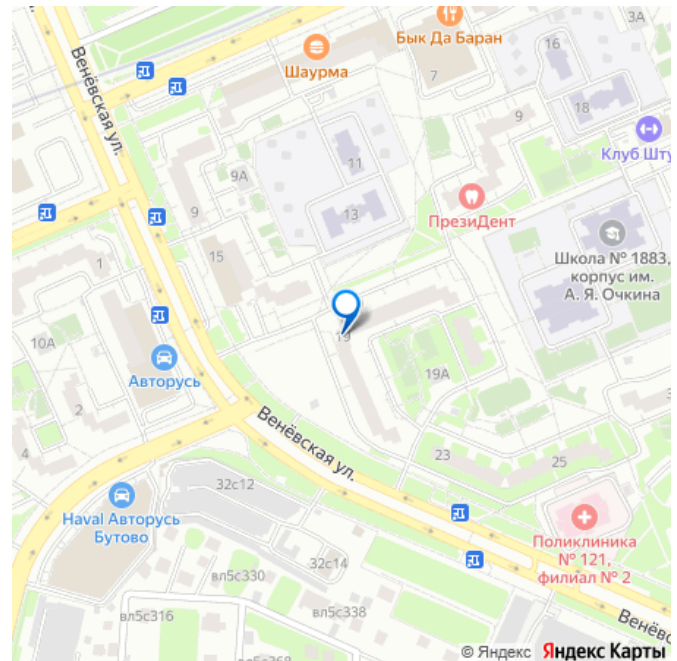 Бык Да Баран
16
Шаурма
7
Венёвская ул.
18
9
Клуб Шту
11
9А
ПрезиДент
9
13
Школа № 1883,
корпус им.
А. Я. Очкина
15
1
19
10А
Авторусь
19А
2
Венёвская ул.
4
23
25
32с12
Haval Авторусь
Бутово
Поликлиника
№ 121,
филиал № 2
32с14
вл5с330
вл5с316
вл5с338
Венёвс
вл5с368
© Яндекс Яндекс Карты